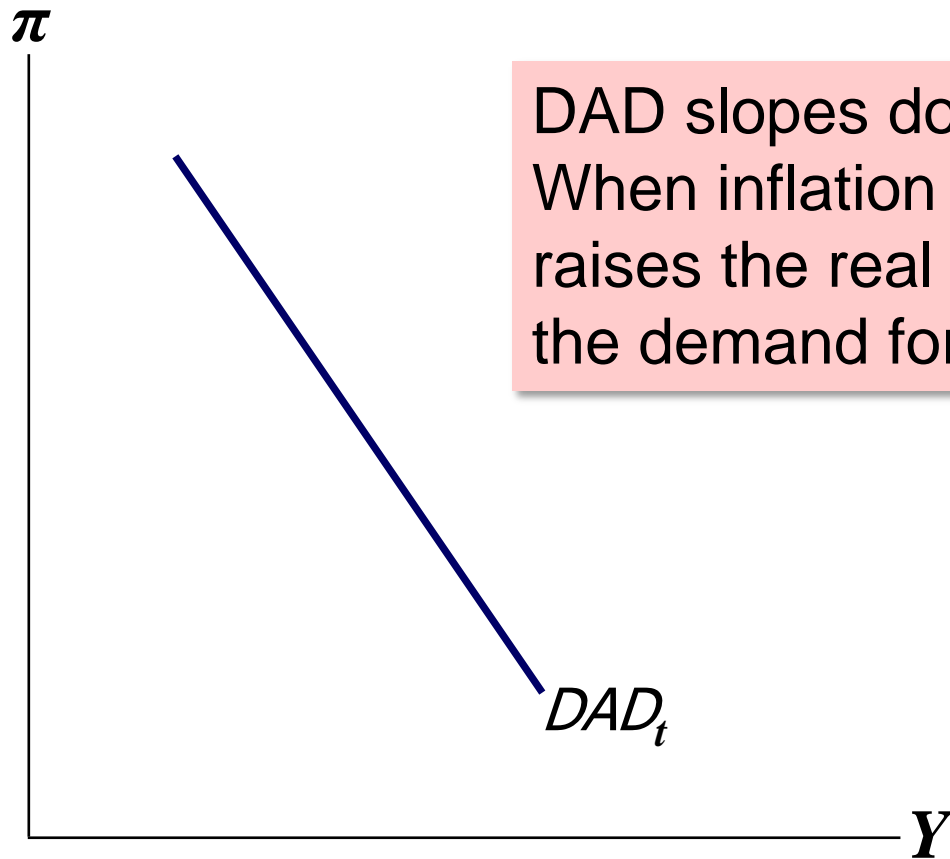 π
DAD slopes do
When inflation
raises the real
the demand for
DADₜ
Y